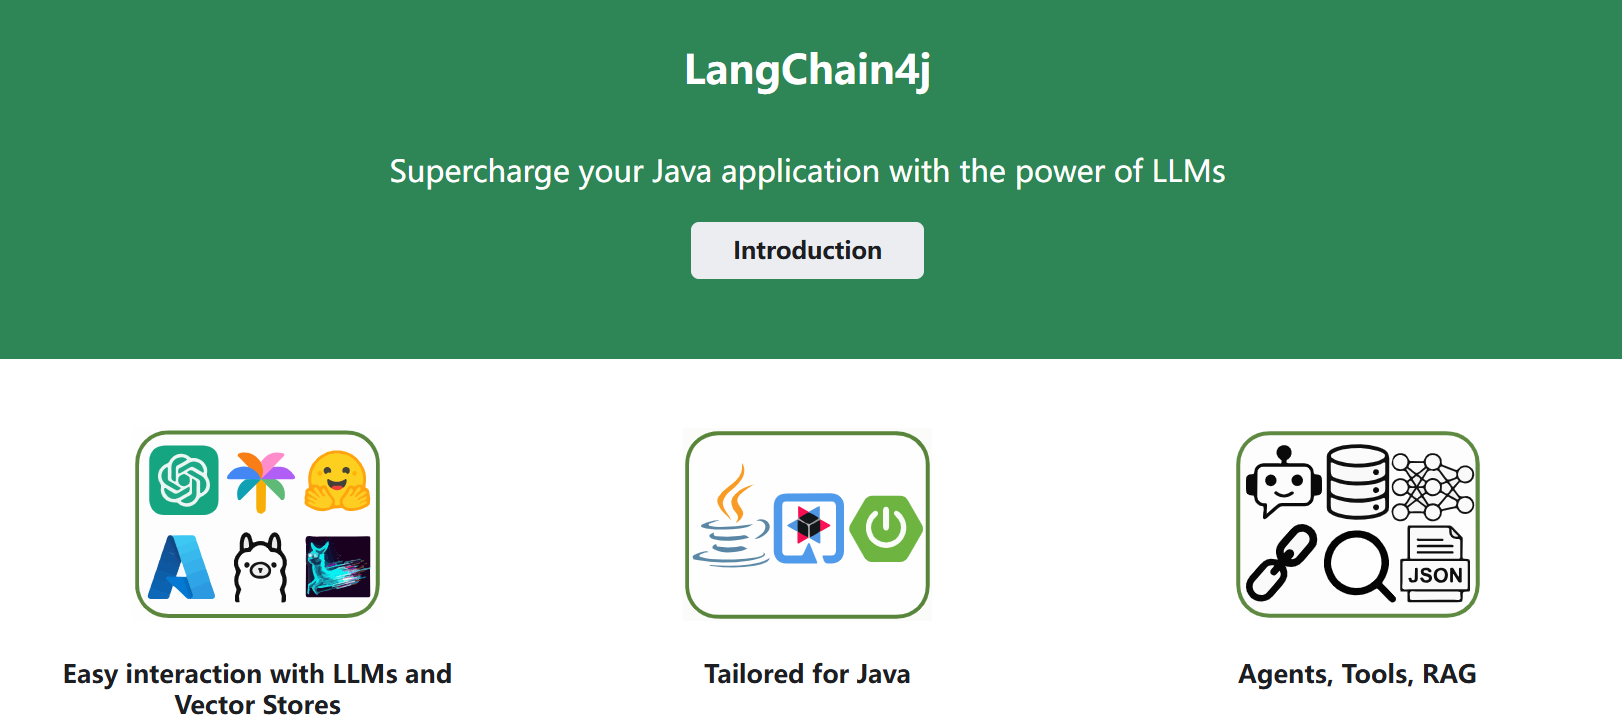 LangChain4j
Supercharge your Java application with the power of LLMs
Introduction
JSON
Easy interaction with LLMs and
Vector Stores
Tailored for Java
Agents, Tools, RAG